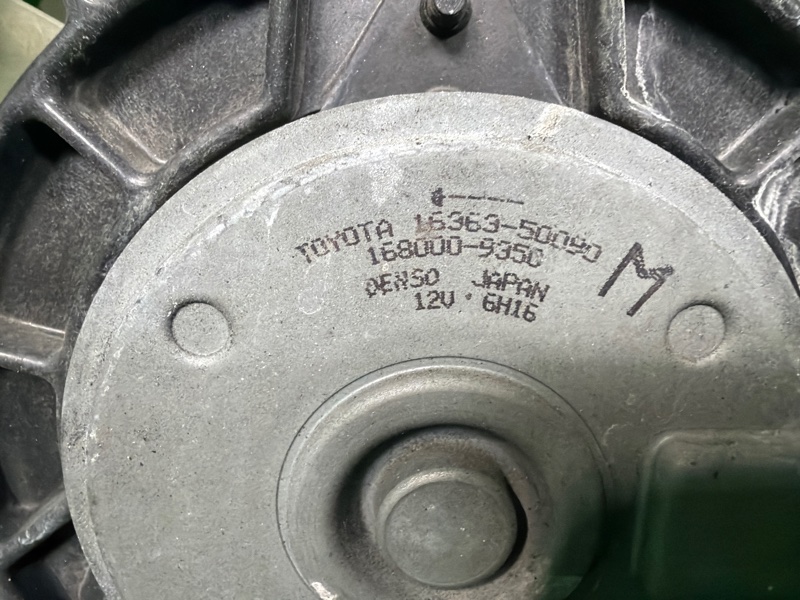 TOYOTA 16363-50090
168000-9350
DENSO JAPAN
12V · 6H16
M